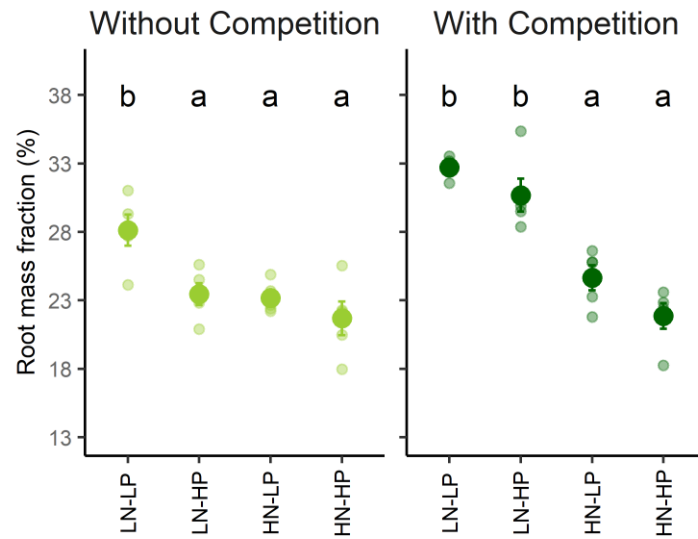 Without Competition
With Competition
Root mass fraction (%)
38
33
28
23
18
13
b a a a
b b a a
LN-LP
LN-HP
HN-LP
HN-HP
LN-LP
LN-HP
HN-LP
HN-HP